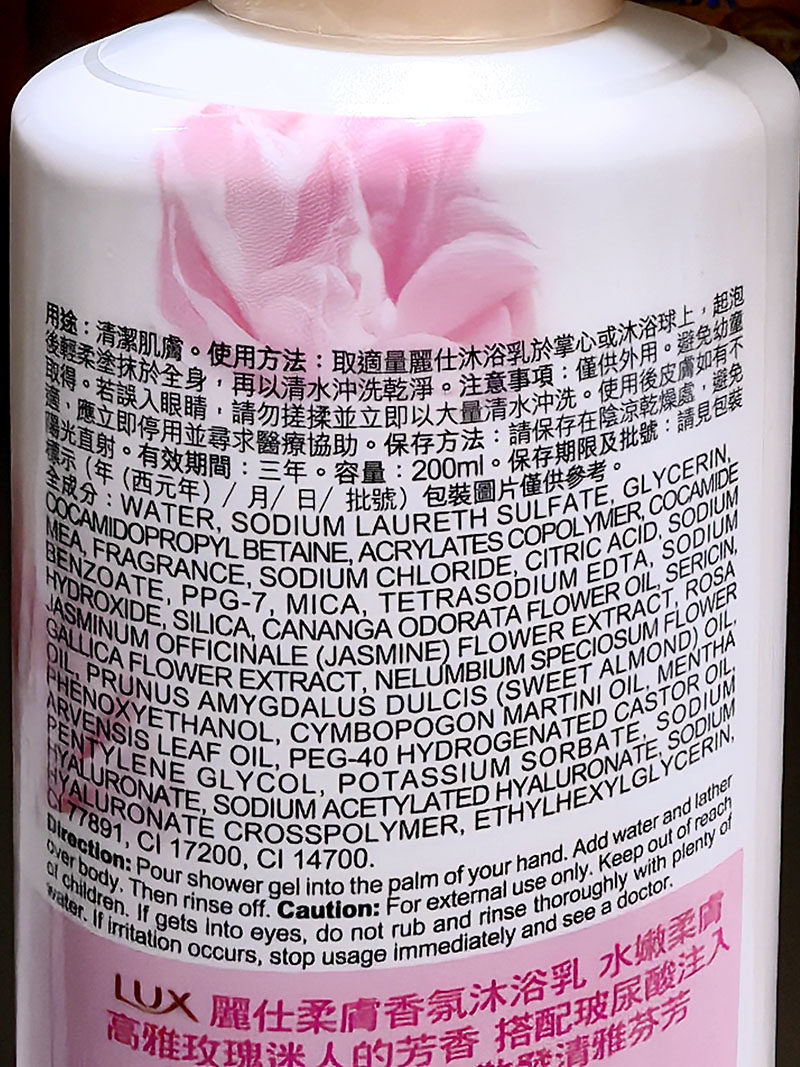 用途：清潔肌膚。使用方法：取適量麗仕沐浴乳於掌心或沐浴球上，起泡
後輕柔塗抹於全身，再以清水沖洗乾淨。注意事項：僅供外用。避免幼童
取得。若誤入眼睛，請勿搓揉並立即以大量清水沖洗。使用後皮膚如有不
適，應立即停用並尋求醫療協助。保存方法：請保存在陰涼乾燥處，避免
陽光直射。有效期間：三年。容量：200ml。保存期限及批號：請見包裝
標示（年（西元年）/ 月/ 日/ 批號）包裝圖片僅供參考。
全成分：WATER, SODIUM LAURETH SULFATE, GLYCERIN,
COCAMIDOPROPYL BETAINE, ACRYLATES COPOLYMER, COCAMIDE
MEA, FRAGRANCE, SODIUM CHLORIDE, CITRIC ACID, SODIUM
BENZOATE, PPG-7, MICA, TETRASODIUM EDTA, SODIUM
HYDROXIDE, SILICA, CANANGA ODORATA FLOWER OIL, SERICIN,
JASMINUM OFFICINALE (JASMINE) FLOWER EXTRACT, ROSA
GALLICA FLOWER EXTRACT, NELUMBIUM SPECIOSUM FLOWER
OIL, PRUNUS AMYGDALUS DULCIS (SWEET ALMOND) OIL,
PHENOXYETHANOL, CYMBOPOGON MARTINI OIL, MENTHA
ARVENSIS LEAF OIL, PEG-40 HYDROGENATED CASTOR OIL,
PENTYLENE GLYCOL, POTASSIUM SORBATE, SODIUM
HYALURONATE, SODIUM ACETYLATED HYALURONATE, SODIUM
HYALURONATE CROSSPOLYMER, ETHYLHEXYLGLYCERIN,
CI 77891, CI 17200, CI 14700.
Direction: Pour shower gel into the palm of your hand. Add water and lather
over body. Then rinse off. Caution: For external use only. Keep out of reach
of children. If gets into eyes, do not rub and rinse thoroughly with plenty of
water. If irritation occurs, stop usage immediately and see a doctor.
LUX 麗仕柔膚香氛沐浴乳 水嫩柔膚
高雅玫瑰迷人的芳香 搭配玻尿酸注入
散發清雅芬芳